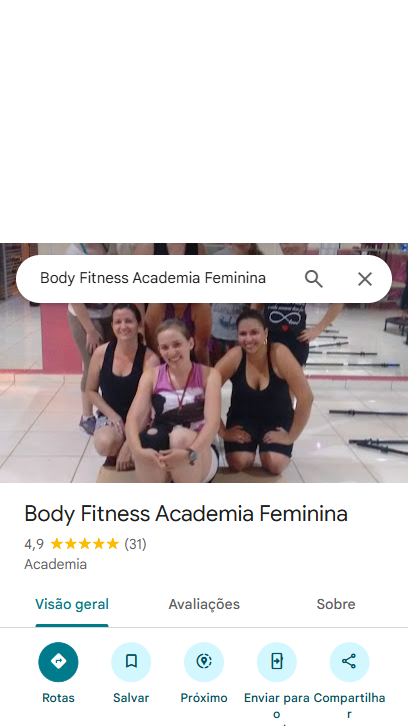 Body Fitness Academia Feminina
Body Fitness Academia Feminina
4,9 (31)
Academia
Visão geral Avaliações Sobre
Rotas Salvar Próximo Enviar para o Compartilhar